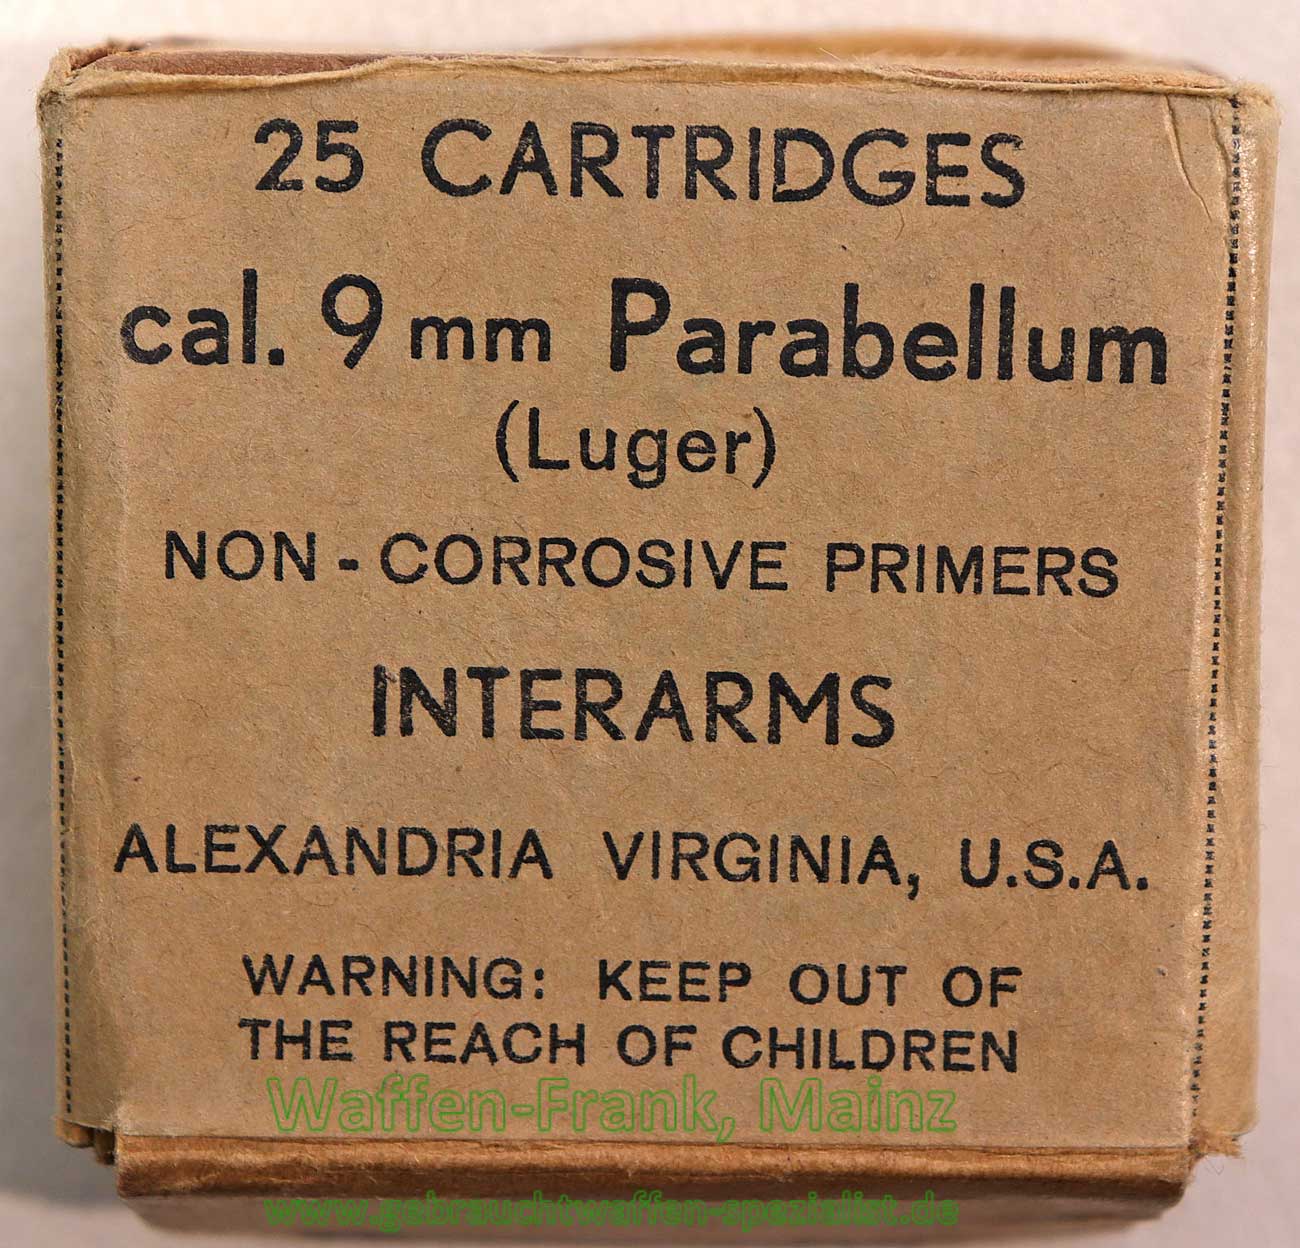 25 CARTRIDGES
cal. 9 mm Parabellum
(Luger)
NON-CORROSIVE PRIMERS
INTERARMS
ALEXANDRIA VIRGINIA, U.S.A.
WARNING: KEEP OUT OF
THE REACH OF CHILDREN
Waffen-Frank, Mainz
www.gebrauchtwaffen-spezialist.de